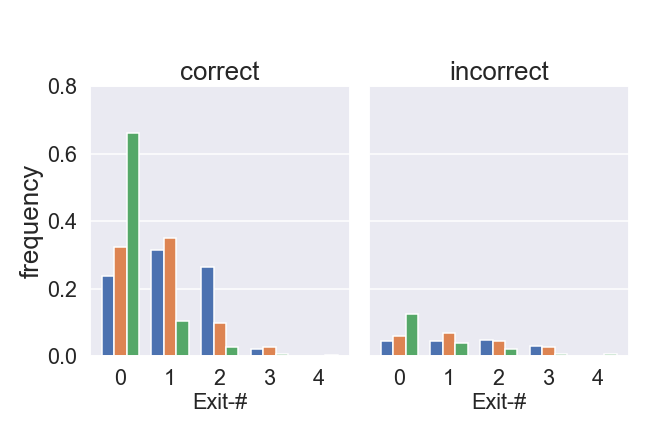 correct
incorrect
0.8
0.6
0.4
0.2
0.0
frequency
0 1 2 3 4
0 1 2 3 4
Exit-#
Exit-#